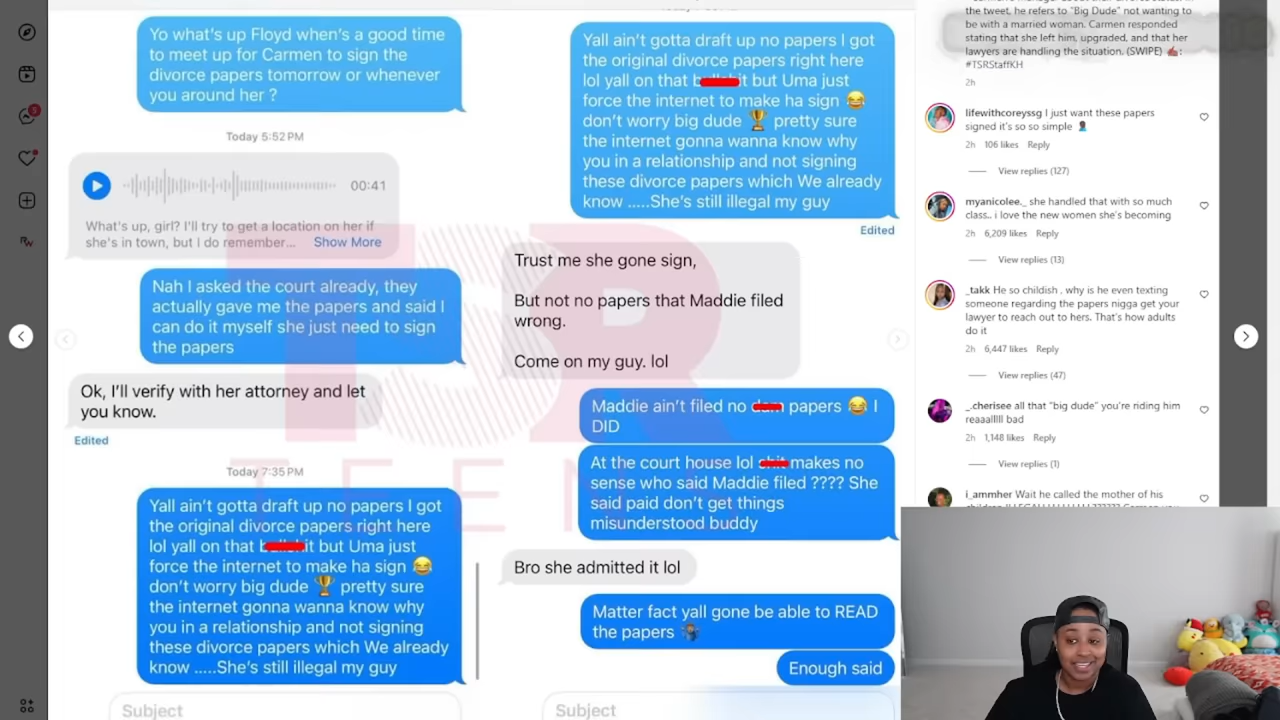 Yo what's up Floyd when's a good time
to meet up for Carmen to sign the
divorce papers tomorrow or whenever
you around her ?
Today 5:52 PM
00:41
What's up, girl? I'll try to get a location on her if
she's in town, but I do remember... Show More
Nah I asked the court already, they
actually gave me the papers and said I
can do it myself she just need to sign
the papers
Ok, I'll verify with her attorney and let
you know.
Edited
Today 7:35 PM
Yall ain't gotta draft up no papers I got
the original divorce papers right here
lol yall on that b it but Uma just
force the internet to make ha sign 😂
don't worry big dude 🏆 pretty sure
the internet gonna wanna know why
you in a relationship and not signing
these divorce papers which We already
know .....She's still illegal my guy
Subject
Yall ain't gotta draft up no papers I got
the original divorce papers right here
lol yall on that b it but Uma just
force the internet to make ha sign 😂
don't worry big dude 🏆 pretty sure
the internet gonna wanna know why
you in a relationship and not signing
these divorce papers which We already
know .....She's still illegal my guy
Edited
Trust me she gone sign,
But not no papers that Maddie filed
wrong.
Come on my guy. lol
Maddie ain't filed no papers 😂 I
DID
At the court house lol makes no
sense who said Maddie filed ???? She
said paid don't get things
misunderstood buddy
Bro she admitted it lol
Matter fact yall gone be able to READ
the papers
Enough said
Subject
TSR
TEENS
the tweet, he refers to "Big Dude" not wanting to
be with a married woman. Carmen responded
stating that she left him, upgraded, and that her
lawyers are handling the situation. (SWIPE) ✍🏾:
#TSRStaffKH
2h
lifewithcoreyssg I just want these papers
signed it's so so simple
2h 106 likes Reply
View replies (127)
myanicolee._ she handled that with so much
class.. i love the new women she's becoming
2h 6,209 likes Reply
View replies (13)
_takk He so childish . why is he even texting
someone regarding the papers nigga get your
lawyer to reach out to hers. That's how adults
do it
2h 6,447 likes Reply
View replies (47)
_.cherisee all that "big dude" you're riding him
reaaallll bad
2h 1,148 likes Reply
View replies (1)
i_ammher Wait he called the mother of his